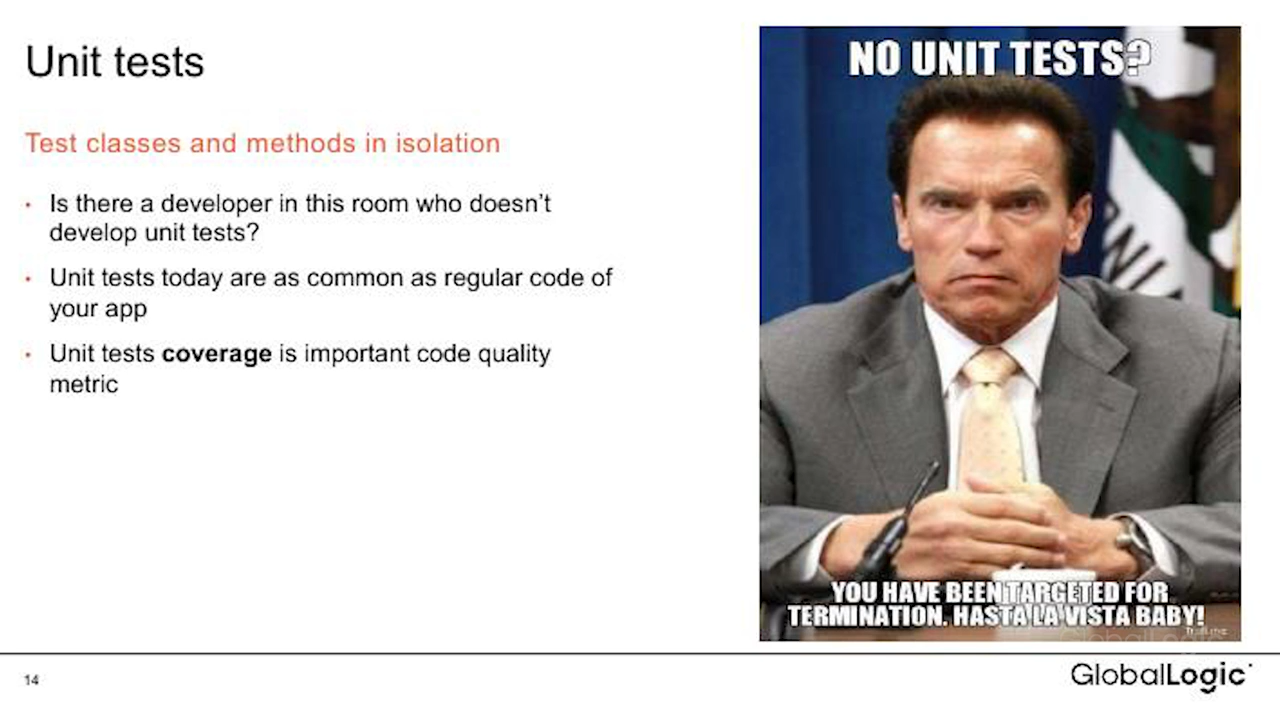 Unit tests
Test classes and methods in isolation
• Is there a developer in this room who doesn’t
develop unit tests?
• Unit tests today are as common as regular code of
your app
• Unit tests coverage is important code quality
metric
NO UNIT TESTS?
YOU HAVE BEEN TARGETED FOR
TERMINATION. HASTA LA VISTA BABY!
GlobalLogic
14
GlobalLogic